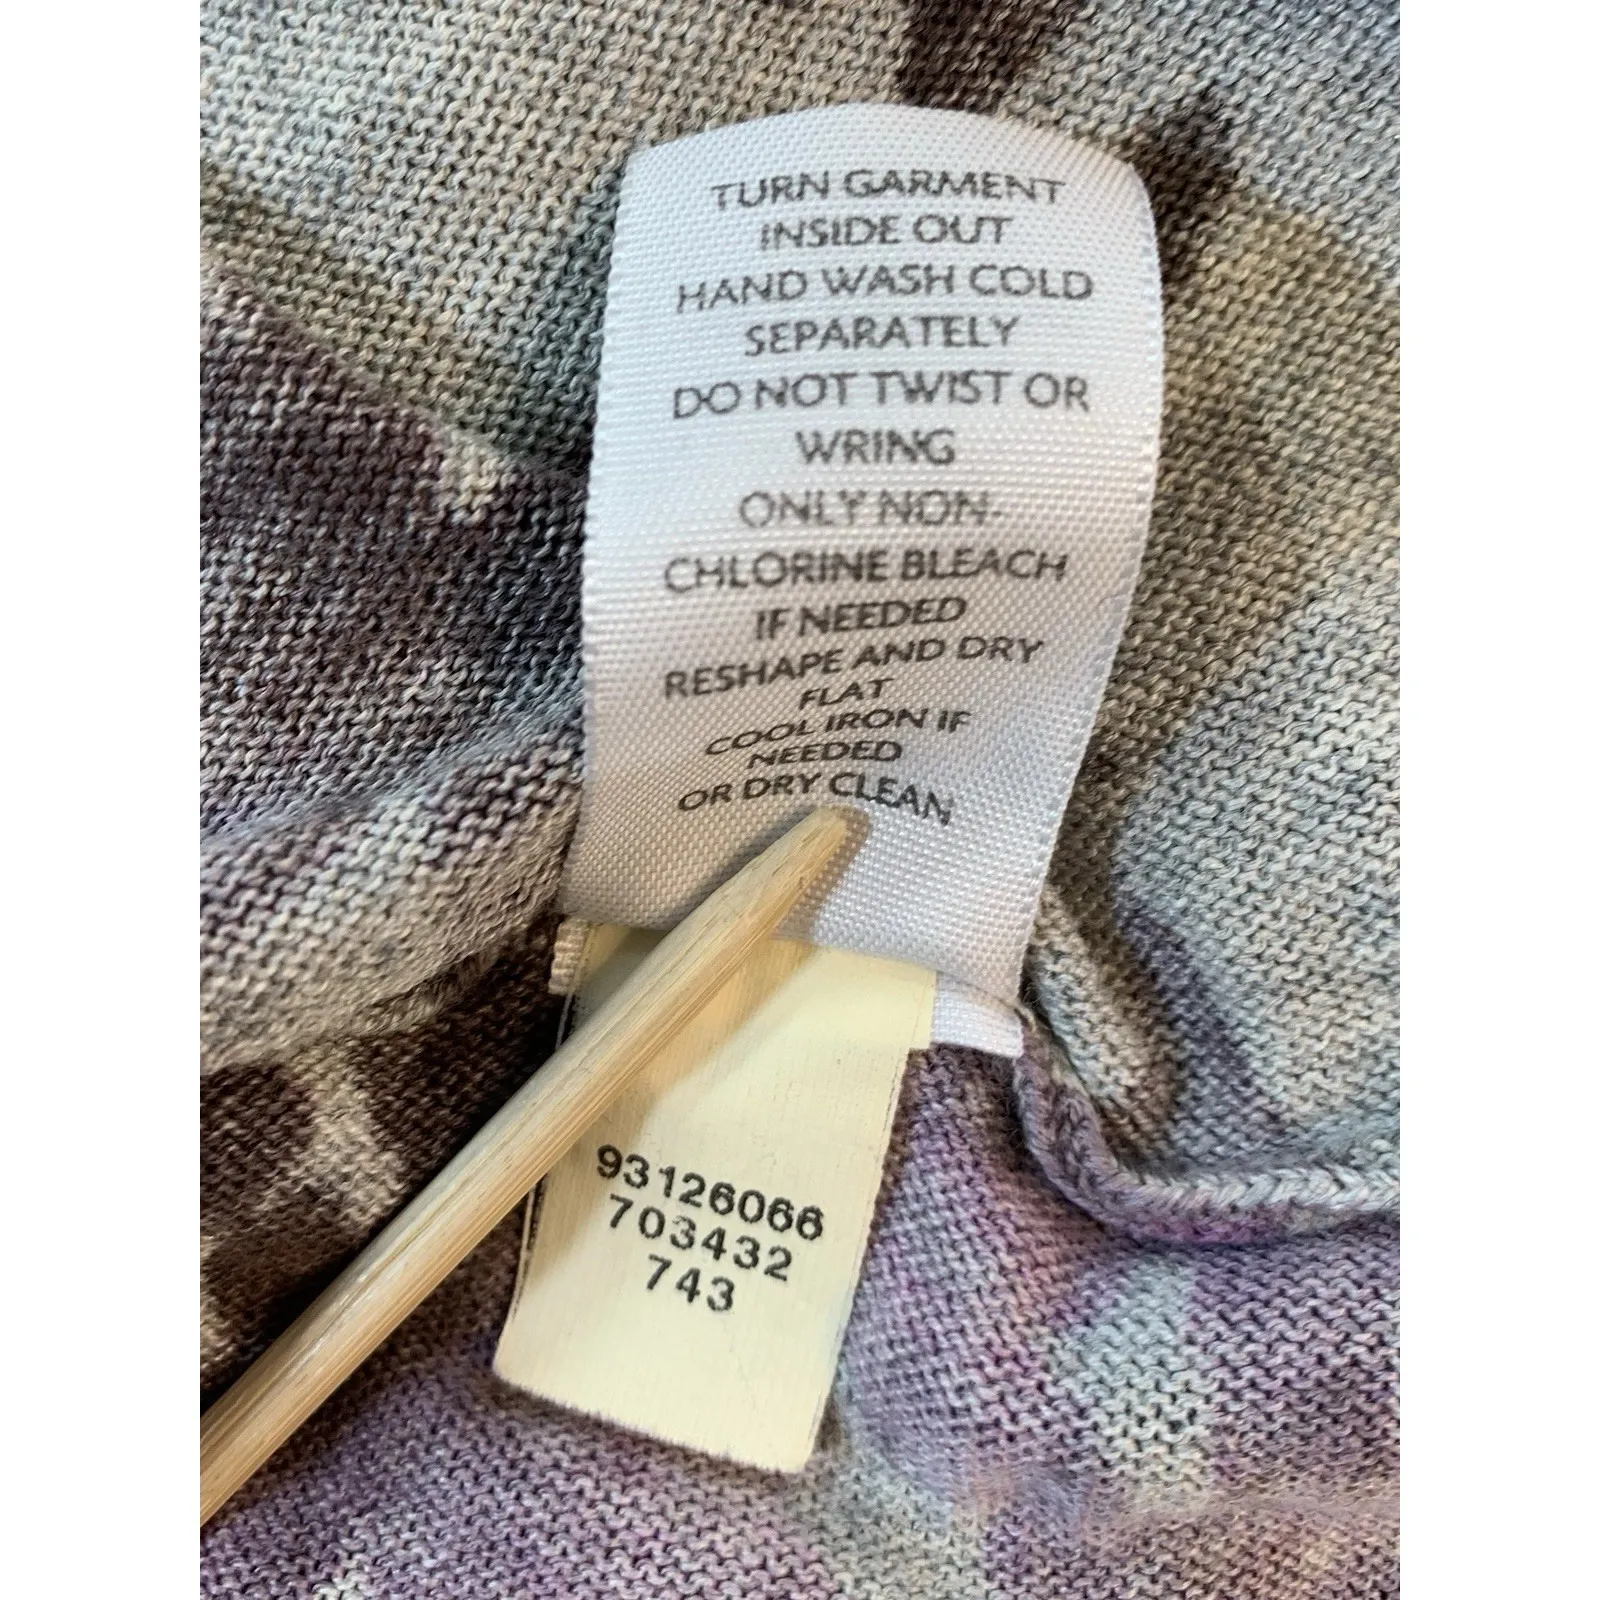 TURN GARMENT
INSIDE OUT
HAND WASH COLD
SEPARATELY
DO NOT TWIST OR
WRING
ONLY NON-
CHLORINE BLEACH
IF NEEDED
RESHAPE AND DRY
FLAT
COOL IRON IF
NEEDED
OR DRY CLEAN
93126066
703432
743